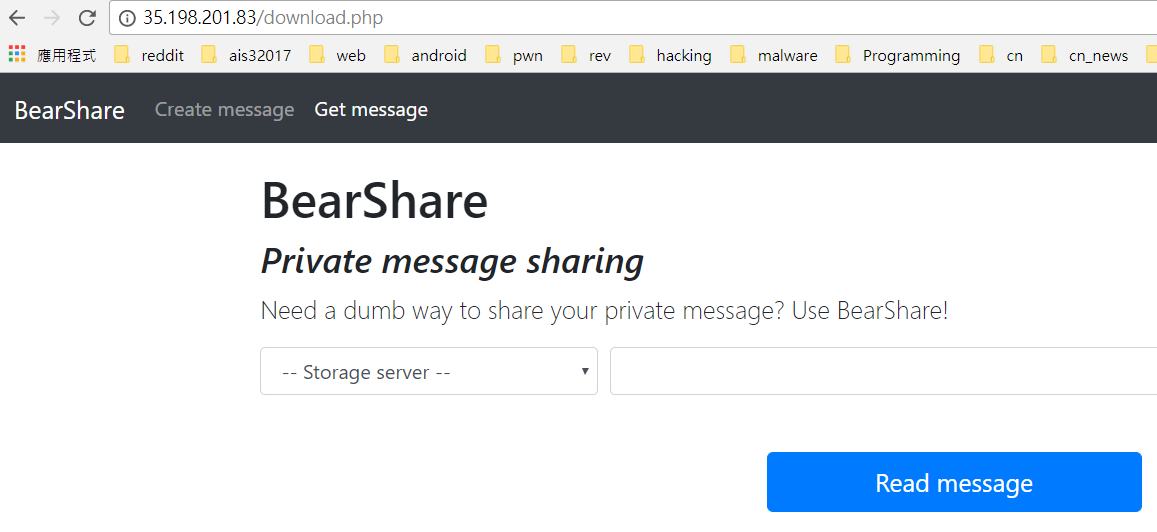 35.198.201.83/download.php
應用程式 reddit ais32017 web android pwn rev hacking malware Programming cn cn_news
BearShare Create message Get message
BearShare
Private message sharing
Need a dumb way to share your private message? Use BearShare!
-- Storage server --
Read message